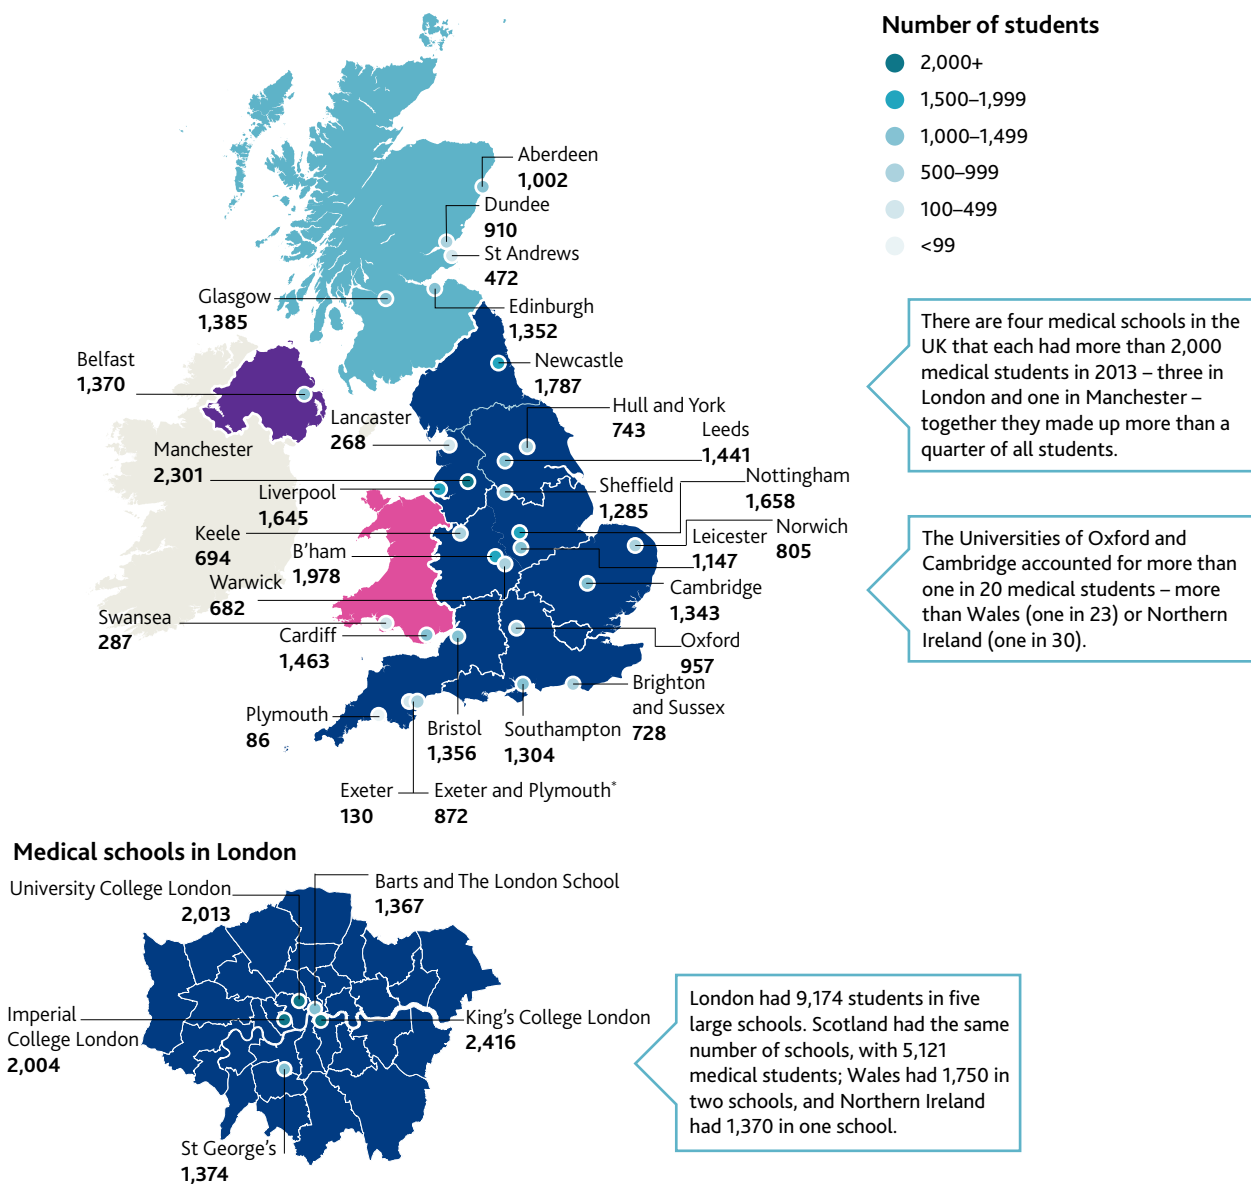 Number of students
2,000+
1,500–1,999
1,000–1,499
500–999
100–499
<99
Aberdeen
1,002
Dundee
910
St Andrews
472
Glasgow
1,385
Edinburgh
1,352
Belfast
1,370
Newcastle
1,787
Lancaster
268
Hull and York
743
Manchester
2,301
Leeds
1,441
Liverpool
1,645
Sheffield
1,285
Nottingham
1,658
Keele
694
B'ham
1,978
Leicester
1,147
Norwich
805
Warwick
682
Cambridge
1,343
Swansea
287
Cardiff
1,463
Oxford
957
Brighton
and Sussex
728
Plymouth
86
Bristol
1,356
Southampton
1,304
Exeter
130
Exeter and Plymouth*
872
There are four medical schools in the
UK that each had more than 2,000
medical students in 2013 – three in
London and one in Manchester –
together they made up more than a
quarter of all students.
The Universities of Oxford and
Cambridge accounted for more than
one in 20 medical students – more
than Wales (one in 23) or Northern
Ireland (one in 30).
Medical schools in London
University College London
2,013
Barts and The London School
1,367
Imperial
College London
2,004
King's College London
2,416
St George's
1,374
London had 9,174 students in five
large schools. Scotland had the same
number of schools, with 5,121
medical students; Wales had 1,750 in
two schools, and Northern Ireland
had 1,370 in one school.